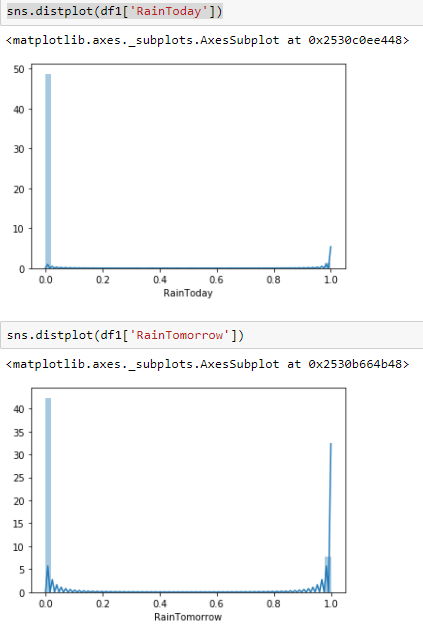 sns.distplot(df1['RainToday'])
<matplotlib.axes._subplots.AxesSubplot at 0x2530c0ee448>
50
40
30
20
10
0
0.0 0.2 0.4 0.6 0.8 1.0
RainToday
sns.distplot(df1['RainTomorrow'])
<matplotlib.axes._subplots.AxesSubplot at 0x2530b664b48>
40
35
30
25
20
15
10
5
0
0.0 0.2 0.4 0.6 0.8 1.0
RainTomorrow